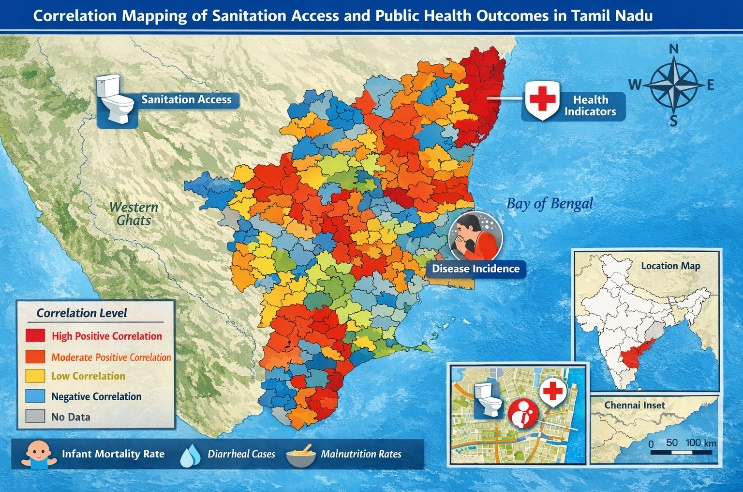 Correlation Mapping of Sanitation Access and Public Health Outcomes in Tamil Nadu
N
W
E
S
Sanitation Access
Health
Indicators
Western
Ghats
Bay of Bengal
Disease Incidence
Location Map
Correlation Level
High Positive Correlation
Moderate Positive Correlation
Low Correlation
Negative Correlation
No Data
Chennai Inset
0 50 100 km
Infant Mortality Rate
Diarrheal Cases
Malnutrition Rates